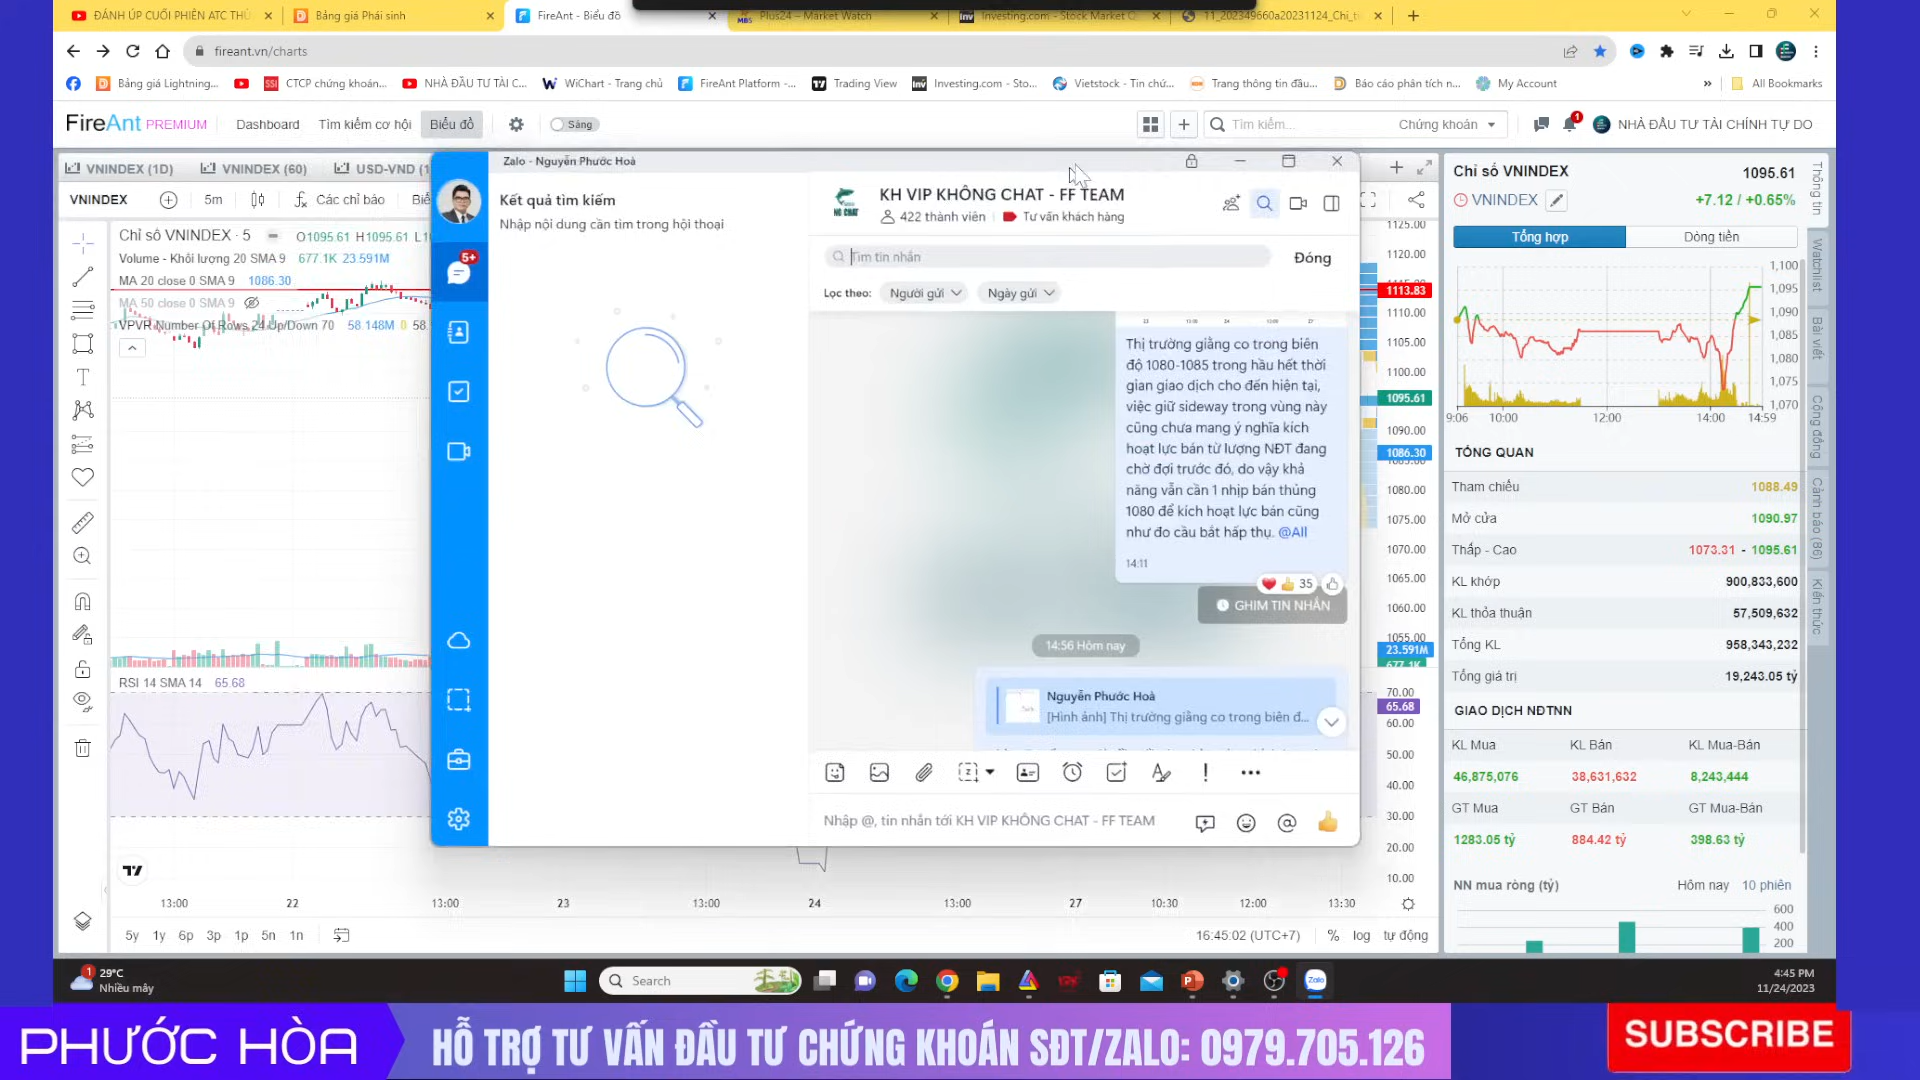 ĐÁNH ÚP CUỐI PHIÊN ATC THỨ
Bảng giá Phái sinh
FireAnt - Biểu đồ
Plus24 – Market Watch
Investing.com - Stock Market
11_202349660a20231124_Chi_t
fireant.vn/charts
Bảng giá Lightning...
CTCP chứng khoán...
NHÀ ĐẦU TƯ TÀI C...
WiChart - Trang chủ
FireAnt Platform -...
Trading View
Investing.com - Sto...
Vietstock - Tin chứ...
Trang thông tin đầu...
Báo cáo phân tích n...
My Account
»
All Bookmarks
FireAnt PREMIUM
Dashboard
Tìm kiếm cơ hội
Biểu đồ
Sáng
Tìm kiếm...
Chứng khoán
1
NHÀ ĐẦU TƯ TÀI CHÍNH TỰ DO
VNINDEX (1D)
VNINDEX (60)
USD-VND (1
VNINDEX
5m
Các chỉ báo
Biể
Chỉ số VNINDEX · 5
O1095.61 H1095.61 L1
Volume - Khối lượng 20 SMA 9 677.1K 23.591M
MA 20 close 0 SMA 9 1086.30
MA 50 close 0 SMA 9
VPVR Number Of Rows 24 Up/Down 70 58.148M 0 58.
RSI 14 SMA 14 65.68
Zalo - Nguyễn Phước Hoà
5+
Kết quả tìm kiếm
Nhập nội dung cần tìm trong hội thoại
KH VIP KHÔNG CHAT - FF TEAM
422 thành viên
Tư vấn khách hàng
Tìm tin nhắn
Đóng
Lọc theo:
Người gửi
Ngày gửi
Thị trường giằng co trong biên
độ 1080-1085 trong hầu hết thời
gian giao dịch cho đến hiện tại,
việc giữ sideway trong vùng này
cũng chưa mang ý nghĩa kích
hoạt lực bán từ lượng NĐT đang
chờ đợi trước đó, do vậy khả
năng vẫn cần 1 nhịp bán thủng
1080 để kích hoạt lực bán cũng
như đo cầu bắt hấp thụ. @All
14:11
35
GHIM TIN NHẮN
14:56 Hôm nay
Nguyễn Phước Hoà
[Hình ảnh] Thị trường giằng co trong biên đ...
Nhập @, tin nhắn tới KH VIP KHÔNG CHAT - FF TEAM
1125.00
1120.00
1113.83
1110.00
1105.00
1100.00
1095.61
1090.00
1086.30
1080.00
1075.00
1070.00
1065.00
1060.00
1055.00
23.591M
677.1K
70.00
65.68
60.00
50.00
40.00
30.00
20.00
10.00
13:00
22
13:00
23
13:00
24
13:00
27
10:30
12:00
13:30
5y
1y
6p
3p
1p
5n
1n
16:45:02 (UTC+7)
%
log
tự động
Chỉ số VNINDEX
1095.61
VNINDEX
+7.12 / +0.65%
Tổng hợp
Dòng tiền
1,100
1,095
1,090
1,085
1,080
1,075
1,070
9:06
10:00
12:00
14:00
14:59
TỔNG QUAN
Tham chiếu 1088.49
Mở cửa 1090.97
Thấp - Cao 1073.31 - 1095.61
KL khớp 900,833,600
KL thỏa thuận 57,509,632
Tổng KL 958,343,232
Tổng giá trị 19,243.05 tỷ
GIAO DỊCH NĐTNN
KL Mua
KL Bán
KL Mua-Bán
46,875,076
38,631,632
8,243,444
GT Mua
GT Bán
GT Mua-Bán
1283.05 tỷ
884.42 tỷ
398.63 tỷ
NN mua ròng (tỷ)
Hôm nay
10 phiên
600
400
200
Thông tin
Watchlist
Bài viết
Cộng đồng
Cảnh báo (86)
Kiến thức
1
29°C
Nhiều mây
Search
Zalo
4:45 PM
11/24/2023
PHƯỚC HÒA
HỖ TRỢ TƯ VẤN ĐẦU TƯ CHỨNG KHOÁN SĐT/ZALO: 0979.705.126
SUBSCRIBE